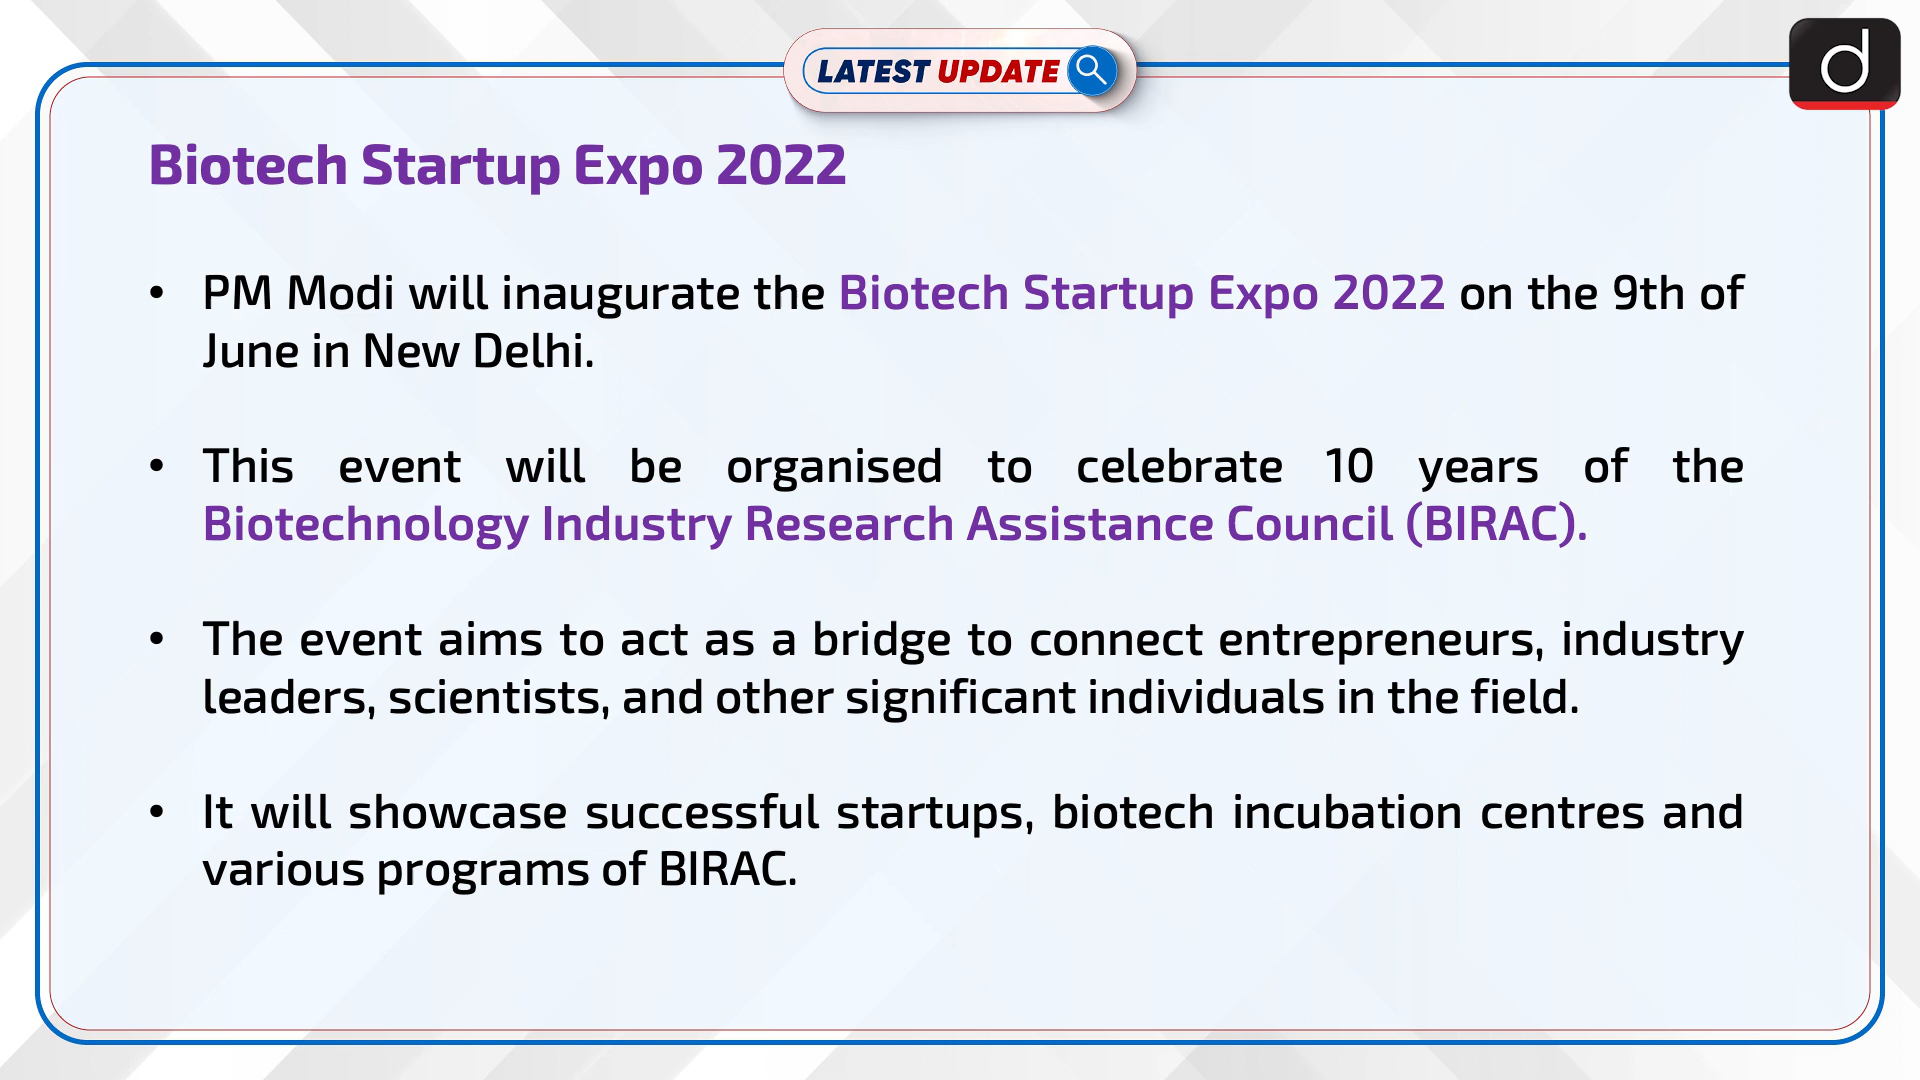 LATEST UPDATE
d
Biotech Startup Expo 2022
• PM Modi will inaugurate the Biotech Startup Expo 2022 on the 9th of
June in New Delhi.
• This event will be organised to celebrate 10 years of the
Biotechnology Industry Research Assistance Council (BIRAC).
• The event aims to act as a bridge to connect entrepreneurs, industry
leaders, scientists, and other significant individuals in the field.
• It will showcase successful startups, biotech incubation centres and
various programs of BIRAC.